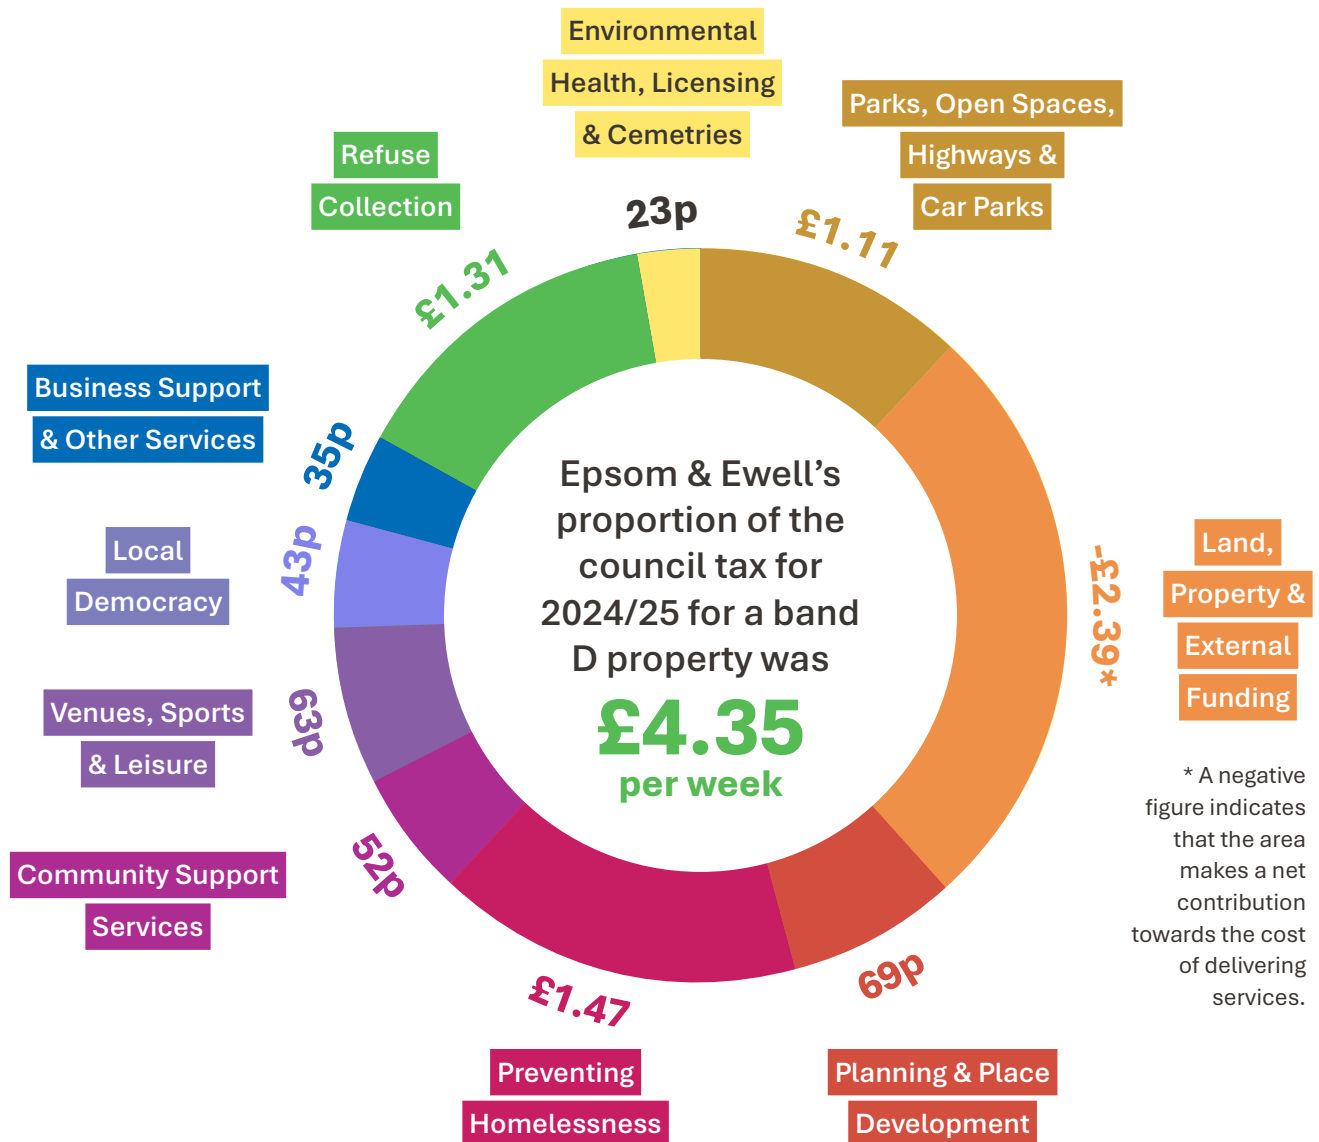 Environmental
Health, Licensing
& Cemetries
23p
Parks, Open Spaces,
Highways &
Car Parks
£1.11
Refuse
Collection
£1.31
Business Support
& Other Services
35p
Local
Democracy
43p
Venues, Sports
& Leisure
63p
Community Support
Services
52p
Preventing
Homelessness
£1.47
Planning & Place
Development
69p
Land,
Property &
External
Funding
-£2.39*
* A negative
figure indicates
that the area
makes a net
contribution
towards the cost
of delivering
services.
Epsom & Ewell’s
proportion of the
council tax for
2024/25 for a band
D property was
£4.35
per week